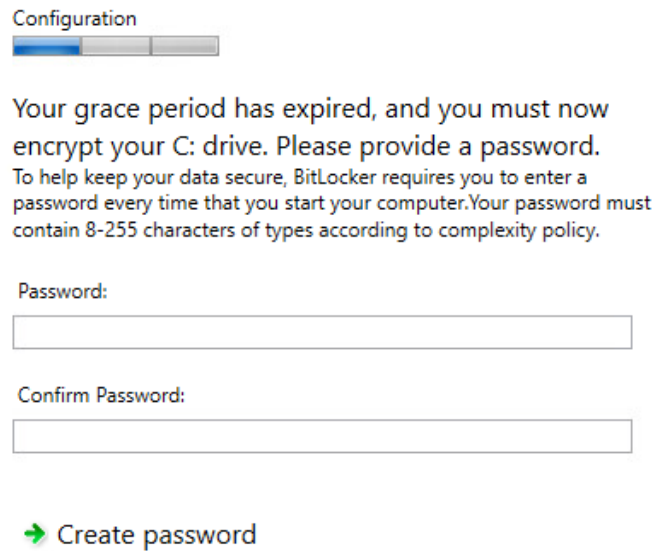 Configuration
Your grace period has expired, and you must now
encrypt your C: drive. Please provide a password.
To help keep your data secure, BitLocker requires you to enter a
password every time that you start your computer.Your password must
contain 8-255 characters of types according to complexity policy.
Password:
Confirm Password:
Create password